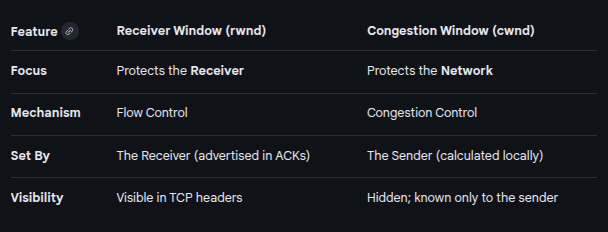 Feature Receiver Window (rwnd) Congestion Window (cwnd)
Focus Protects the Receiver Protects the Network
Mechanism Flow Control Congestion Control
Set By The Receiver (advertised in ACKs) The Sender (calculated locally)
Visibility Visible in TCP headers Hidden; known only to the sender